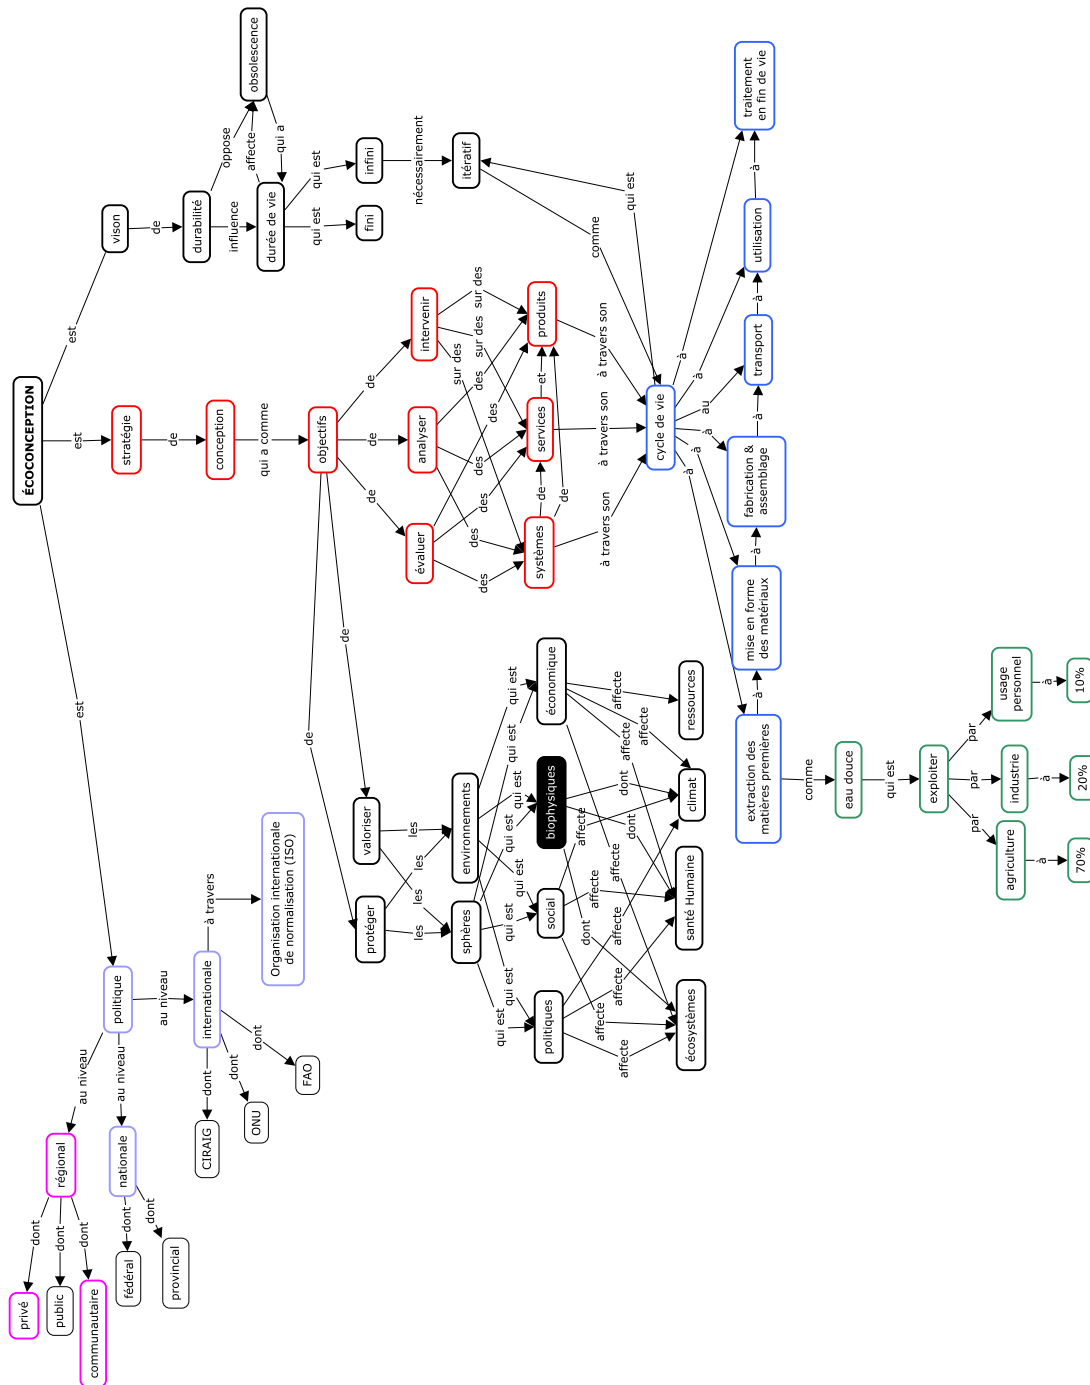 ÉCOCONCEPTION
est
vison
de
durabilité
oppose
obsolescence
influence
affecte
qui a
durée de vie
qui est
infini
qui est
fini
nécessairement
itératif
comme
qui est
est
stratégie
de
conception
qui a comme
objectifs
de
intervenir
de
analyser
de
évaluer
sur des
sur des
sur des
des
des
des
des
des
des
produits
et
services
de
de
systèmes
à travers son
à travers son
à travers son
cycle de vie
à
à
au
à
à
à
traitement
en fin de vie
à
utilisation
à
transport
à
fabrication &
assemblage
à
mise en forme
des matériaux
à
extraction des
matières premières
comme
eau douce
qui est
exploiter
par
usage
personnel
à
10%
par
industrie
à
20%
par
agriculture
à
70%
de
valoriser
de
protéger
les
les
les
les
environnements
sphères
qui est
qui est
qui est
qui est
qui est
qui est
qui est
qui est
économique
biophysiques
social
politiques
affecte
affecte
affecte
affecte
dont
dont
dont
affecte
affecte
affecte
affecte
affecte
affecte
ressources
climat
santé Humaine
écosystèmes
est
politique
au niveau
internationale
à travers
Organisation internationale
de normalisation (ISO)
dont
FAO
dont
ONU
dont
CIRAIG
au niveau
nationale
dont
provincial
dont
fédéral
au niveau
régional
dont
privé
dont
public
dont
communautaire